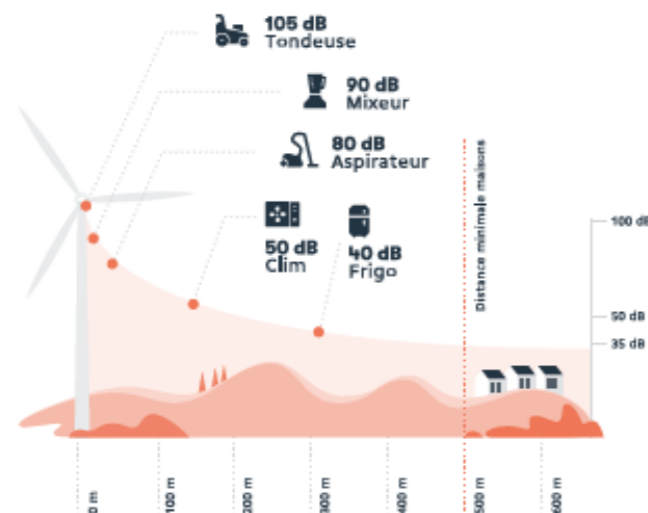 105 dB
Tondeuse
90 dB
Mixeur
80 dB
Aspirateur
50 dB
Clim
40 dB
Frigo
Distance minimale maisons
100 dB
50 dB
35 dB
0 m
100 m
200 m
300 m
400 m
500 m
600 m